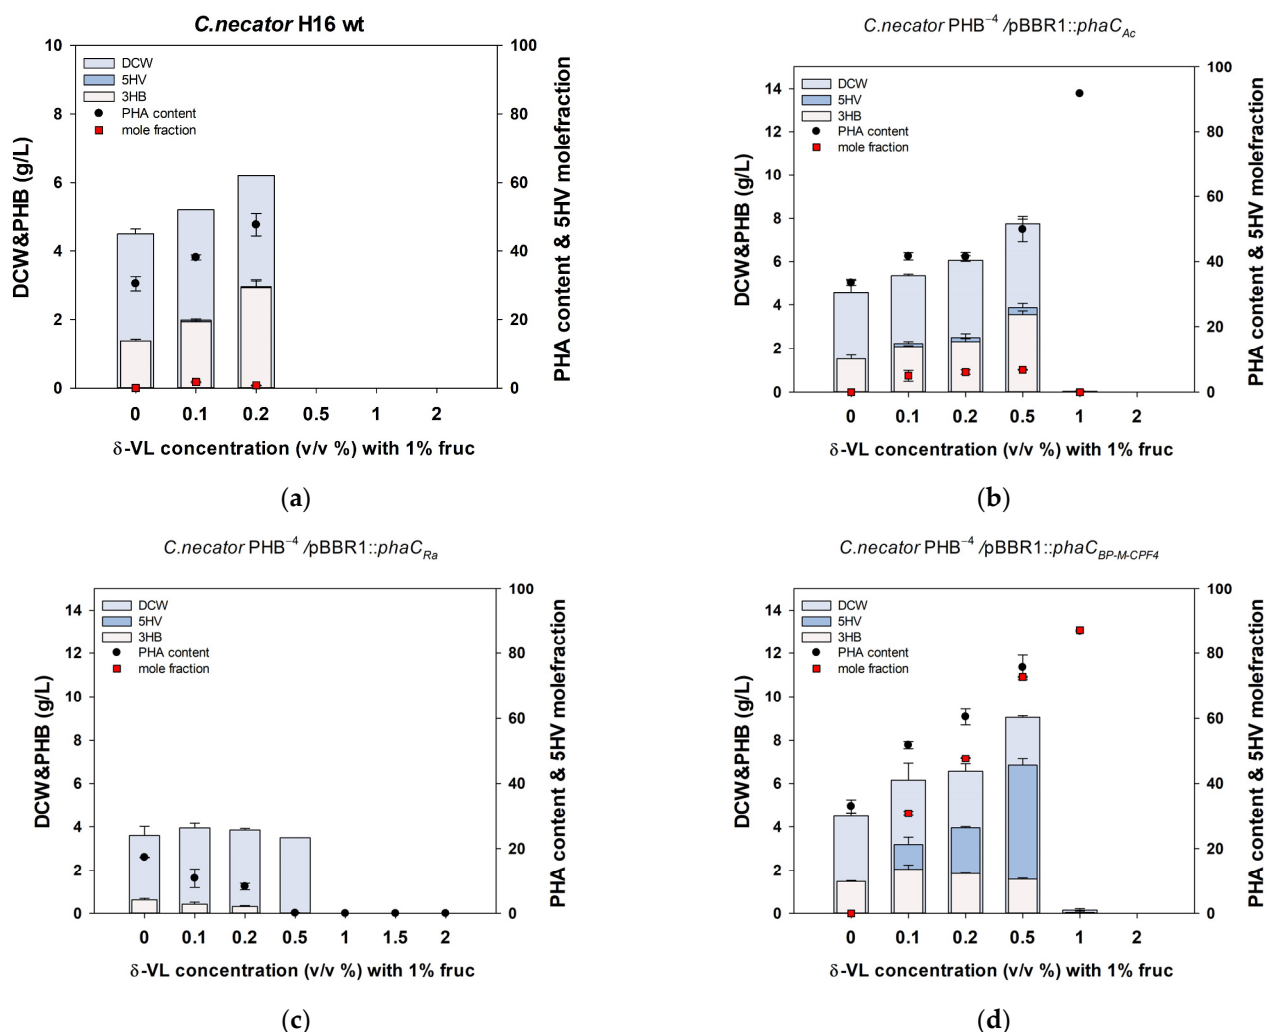 C.necator H16 wt
10
8
6
4
2
0
DCW&PHB (g/L)
DCW
5HV
3HB
PHA content
mole fraction
100
80
60
40
20
0
PHA content & 5HV molefraction
0 0.1 0.2 0.5 1 2
δ-VL concentration (v/v %) with 1% fruc
(a)
C.necator PHB⁻⁴ /pBBR1::phaC_Ac
14
12
10
8
6
4
2
0
DCW&PHB (g/L)
DCW
5HV
3HB
PHA content
mole fraction
100
80
60
40
20
0
PHA content & 5HV molefraction
0 0.1 0.2 0.5 1 2
δ-VL concentration (v/v %) with 1% fruc
(b)
C.necator PHB⁻⁴ /pBBR1::phaC_Ra
14
12
10
8
6
4
2
0
DCW&PHB (g/L)
DCW
5HV
3HB
PHA content
mole fraction
100
80
60
40
20
0
PHA content & 5HV molefraction
0 0.1 0.2 0.5 1 1.5 2
δ-VL concentration (v/v %) with 1% fruc
(c)
C.necator PHB⁻⁴ /pBBR1::phaC_BP-M-CPF4
14
12
10
8
6
4
2
0
DCW&PHB (g/L)
DCW
5HV
3HB
PHA content
mole fraction
100
80
60
40
20
0
PHA content & 5HV molefraction
0 0.1 0.2 0.5 1 2
δ-VL concentration (v/v %) with 1% fruc
(d)